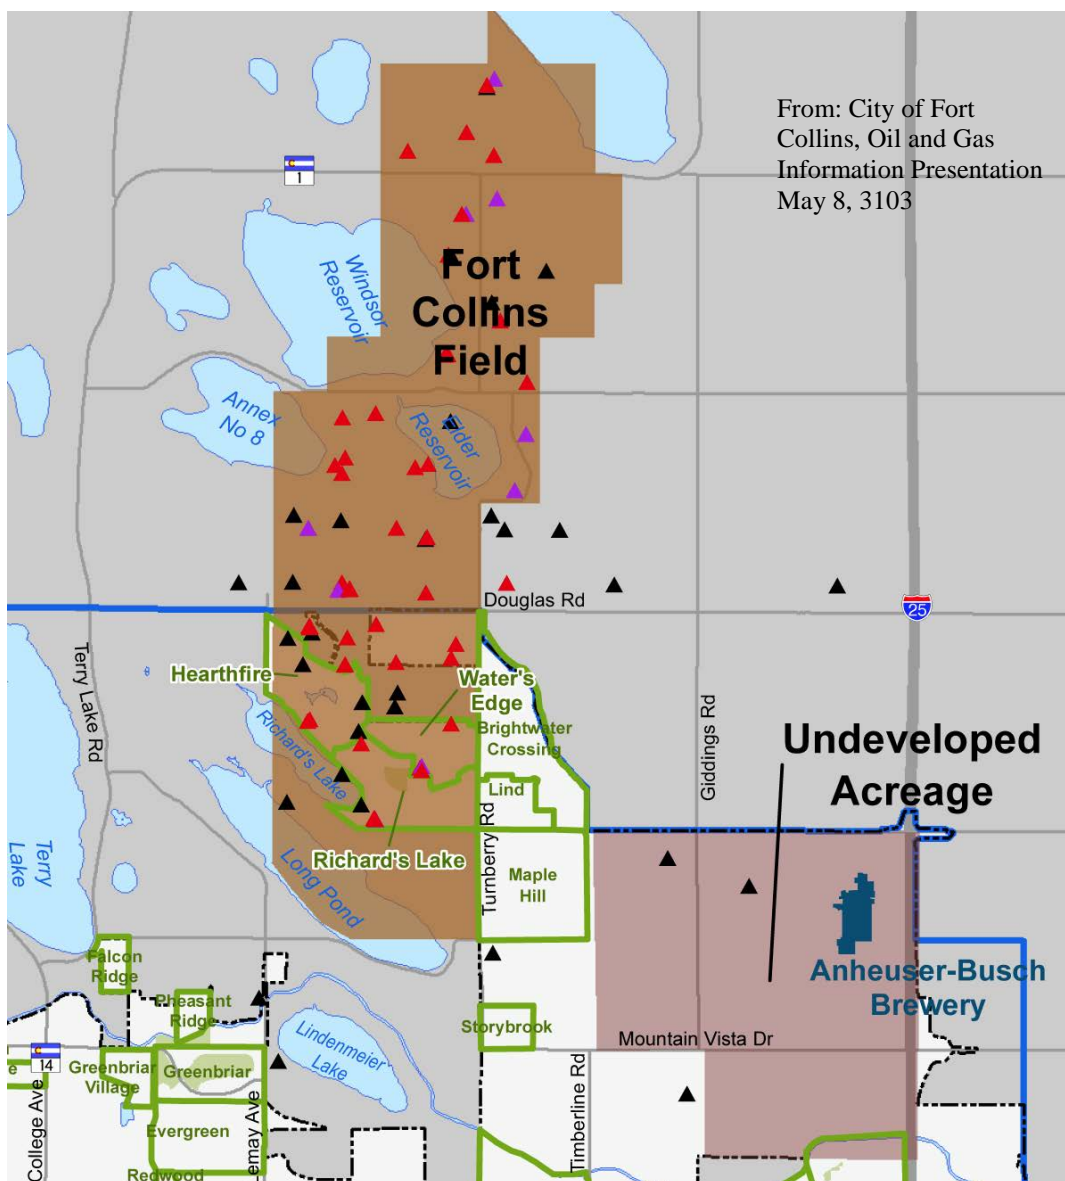 From: City of Fort
Collins, Oil and Gas
Information Presentation
May 8, 3103
1
Windsor
Reservoir
Fort
Collins
Field
Annex
No 8
Elder
Reservoir
Douglas Rd
25
Terry Lake Rd
Hearthfire
Water's
Edge
Richard's Lake
Brightwater
Crossing
Giddings Rd
Undeveloped
Acreage
Lind
Terry
Lake
Richard's Lake
Long Pond
Turnberry Rd
Maple
Hill
Falcon
Ridge
Pheasant
Ridge
Anheuser-Busch
Brewery
Storybrook
Lindenmeier
Lake
Mountain Vista Dr
e
14
Greenbriar
Village
Greenbriar
College Ave
Lemay Ave
Timberline Rd
Evergreen
Redwood